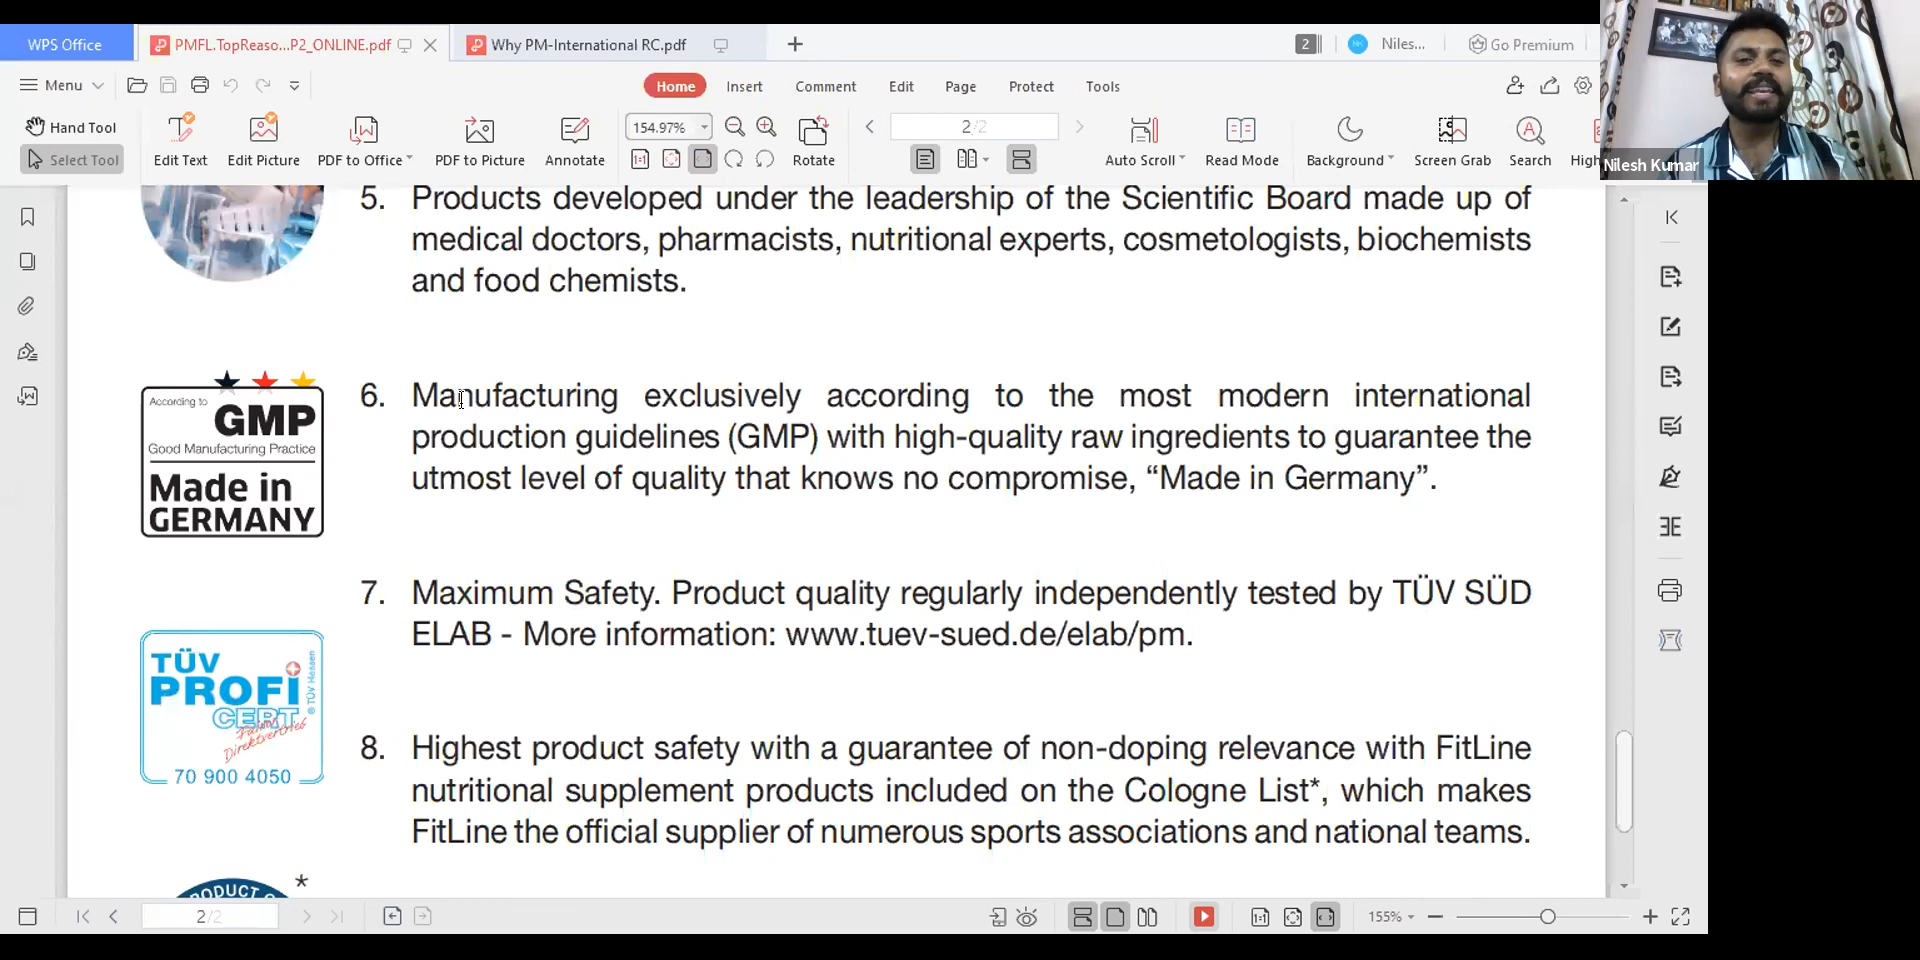 WPS Office
PMFL.TopReaso...P2_ONLINE.pdf
Why PM-International RC.pdf
2
NK
Niles...
Go Premium
Menu
Home
Insert
Comment
Edit
Page
Protect
Tools
Hand Tool
Select Tool
Edit Text
Edit Picture
PDF to Office
PDF to Picture
Annotate
154.97%
Rotate
2/2
Auto Scroll
Read Mode
Background
Screen Grab
Search
High
Nilesh Kumar
5. Products developed under the leadership of the Scientific Board made up of
medical doctors, pharmacists, nutritional experts, cosmetologists, biochemists
and food chemists.
According to
GMP
Good Manufacturing Practice
Made in
GERMANY
6. Manufacturing exclusively according to the most modern international
production guidelines (GMP) with high-quality raw ingredients to guarantee the
utmost level of quality that knows no compromise, “Made in Germany”.
7. Maximum Safety. Product quality regularly independently tested by TÜV SÜD
ELAB - More information: www.tuev-sued.de/elab/pm.
TÜV
PROFi
CERT
© TÜV Hessen
Direktvertrieb
70 900 4050
8. Highest product safety with a guarantee of non-doping relevance with FitLine
nutritional supplement products included on the Cologne List*, which makes
FitLine the official supplier of numerous sports associations and national teams.
*
2/2
155%